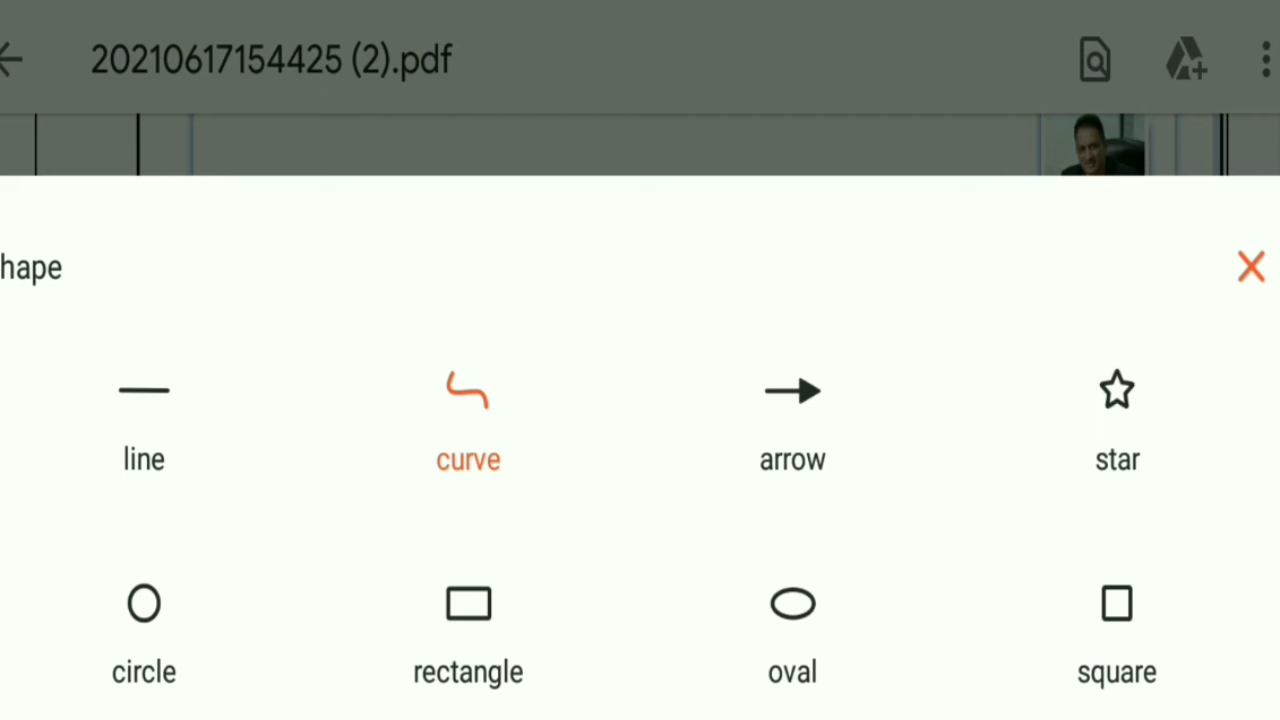 20210617154425 (2).pdf
hape
line
curve
arrow
star
circle
rectangle
oval
square